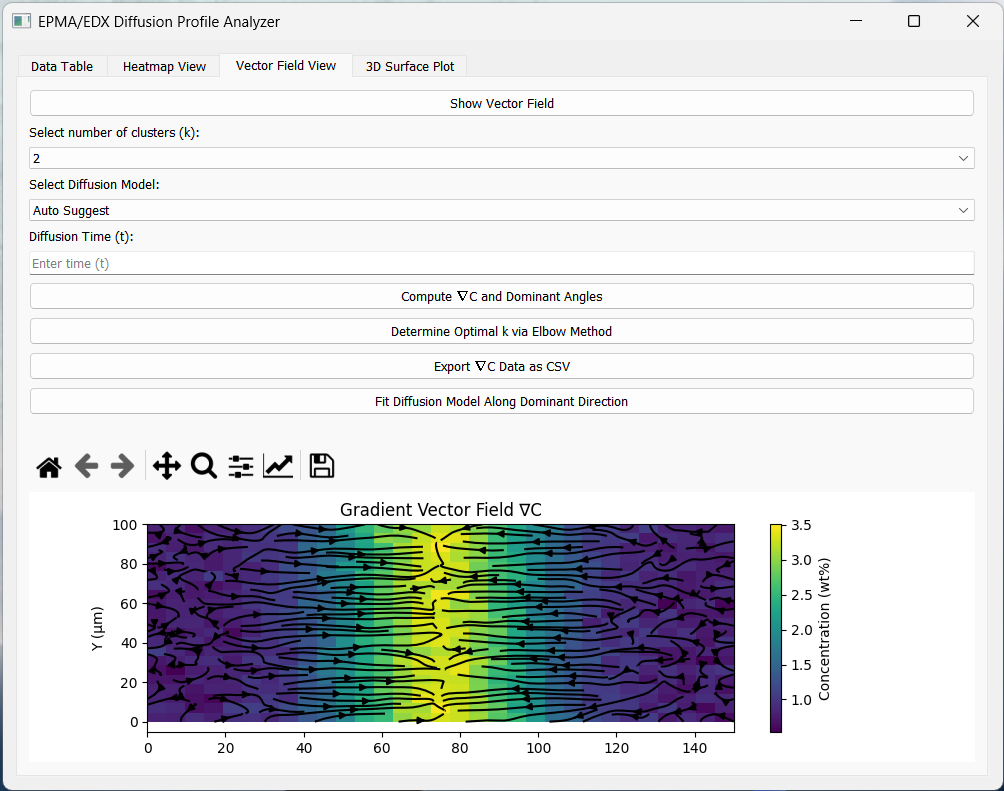 EPMA/EDX Diffusion Profile Analyzer
Data Table Heatmap View Vector Field View 3D Surface Plot
Show Vector Field
Select number of clusters (k):
2
Select Diffusion Model:
Auto Suggest
Diffusion Time (t):
Enter time (t)
Compute ∇C and Dominant Angles
Determine Optimal k via Elbow Method
Export ∇C Data as CSV
Fit Diffusion Model Along Dominant Direction
Gradient Vector Field ∇C
100
80
60
40
20
0
Y (μm)
0 20 40 60 80 100 120 140
3.5
3.0
2.5
2.0
1.5
1.0
Concentration (wt%)